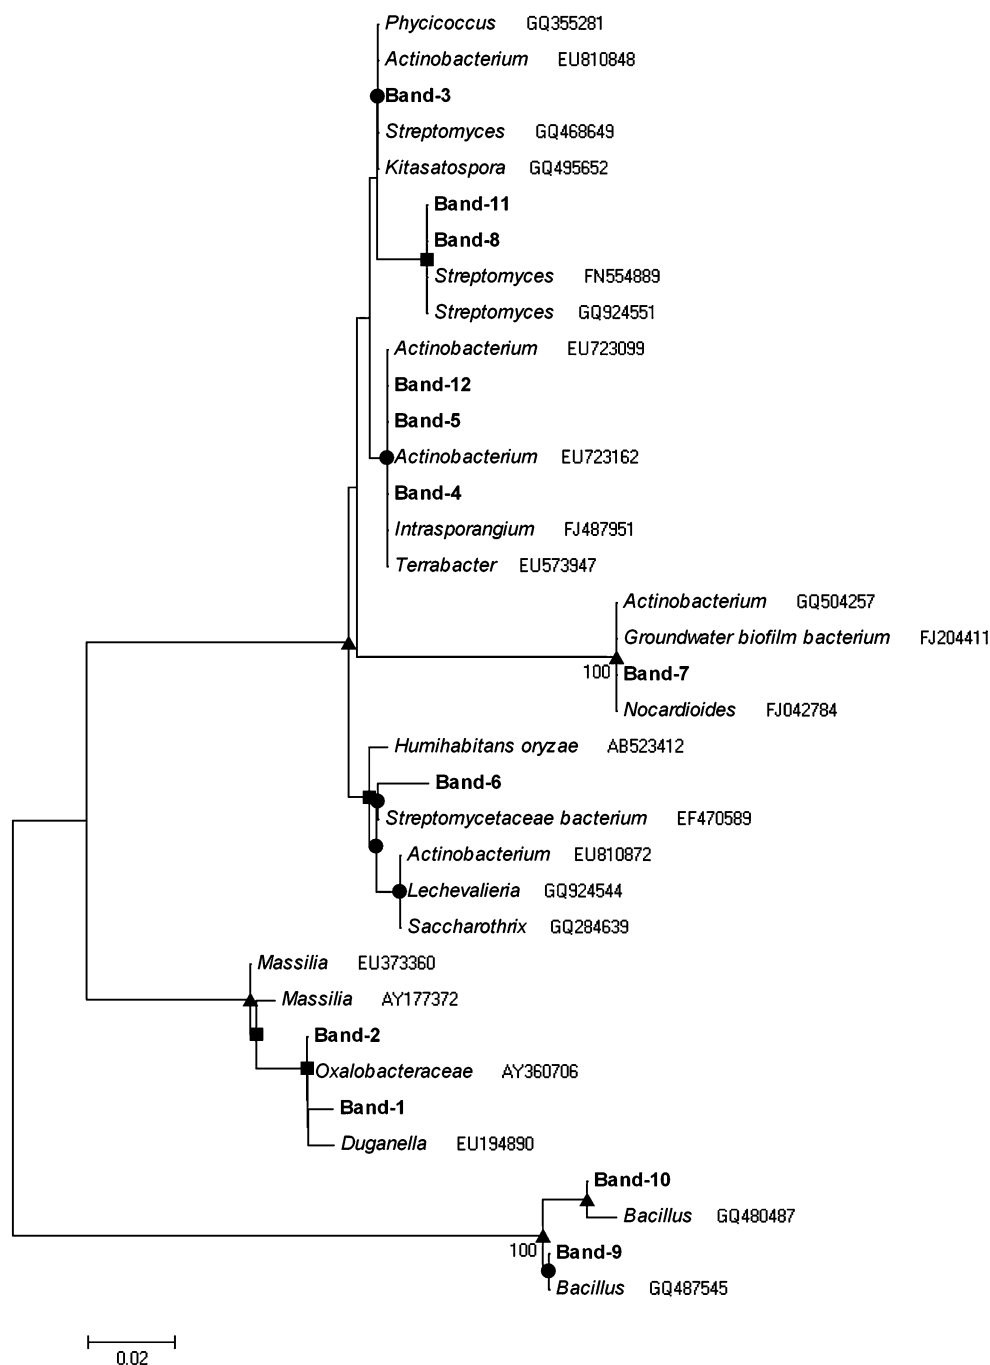 Phycicoccus GQ355281
Actinobacterium EU810848
Band-3
Streptomyces GQ468649
Kitasatospora GQ495652
Band-11
Band-8
Streptomyces FN554889
Streptomyces GQ924551
Actinobacterium EU723099
Band-12
Band-5
Actinobacterium EU723162
Band-4
Intrasporangium FJ487951
Terrabacter EU573947
Actinobacterium GQ504257
Groundwater biofilm bacterium FJ204411
100 Band-7
Nocardioides FJ042784
Humihabitans oryzae AB523412
Band-6
Streptomycetaceae bacterium EF470589
Actinobacterium EU810872
Lechevalieria GQ924544
Saccharothrix GQ284639
Massilia EU373360
Massilia AY177372
Band-2
Oxalobacteraceae AY360706
Band-1
Duganella EU194890
Band-10
Bacillus GQ480487
100 Band-9
Bacillus GQ487545
0.02